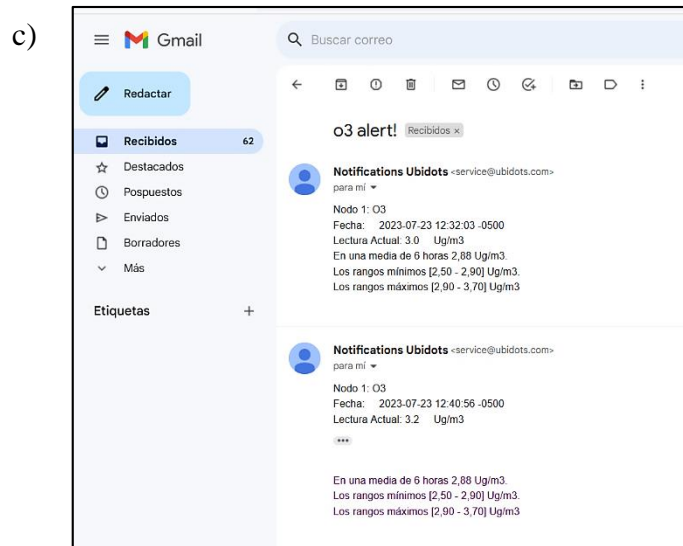 c)
Gmail
Buscar correo
Redactar
Recibidos 62
Destacados
Pospuestos
Enviados
Borradores
Más
Etiquetas +
o3 alert! Recibidos ×
Notifications Ubidots <service@ubidots.com>
para mí
Nodo 1: O3
Fecha: 2023-07-23 12:32:03 -0500
Lectura Actual: 3.0 Ug/m3
En una media de 6 horas 2,88 Ug/m3.
Los rangos mínimos [2,50 - 2,90] Ug/m3.
Los rangos máximos [2,90 - 3,70] Ug/m3
Notifications Ubidots <service@ubidots.com>
para mí
Nodo 1: O3
Fecha: 2023-07-23 12:40:56 -0500
Lectura Actual: 3.2 Ug/m3
•••
En una media de 6 horas 2,88 Ug/m3.
Los rangos mínimos [2,50 - 2,90] Ug/m3.
Los rangos máximos [2,90 - 3,70] Ug/m3